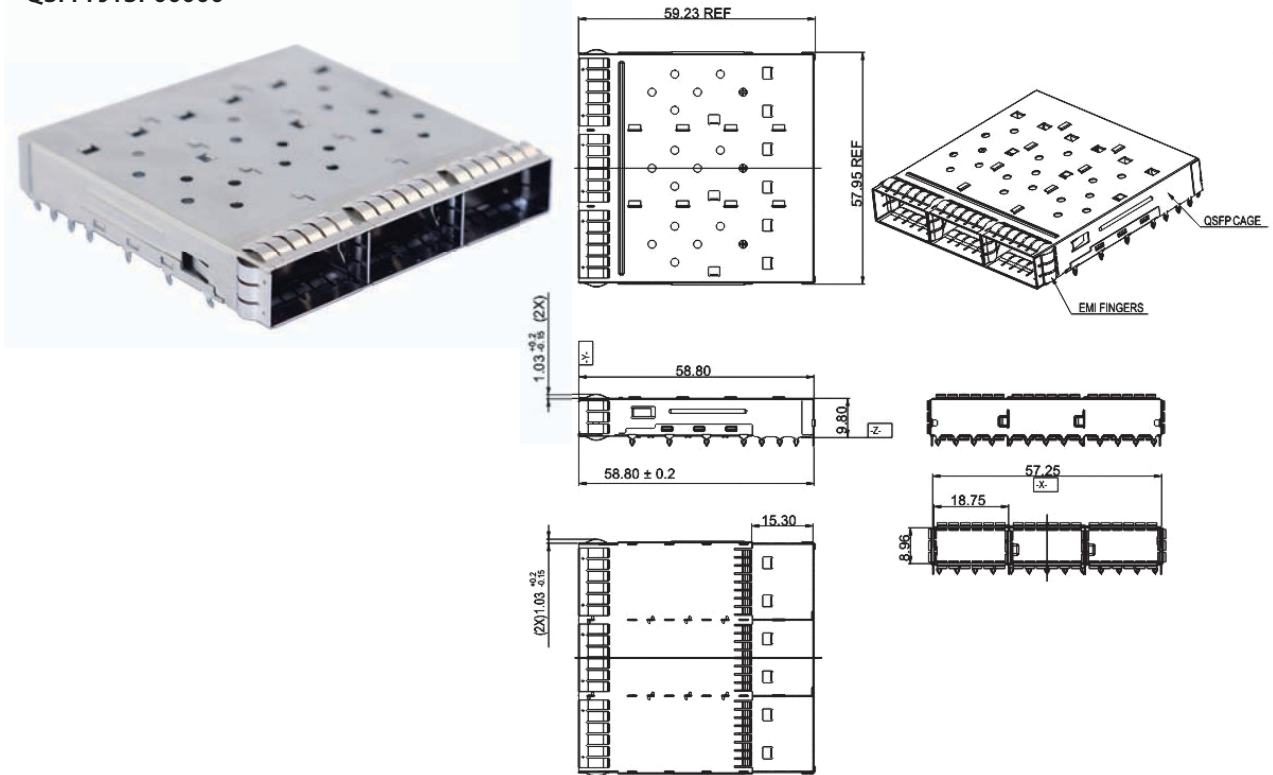 59.23 REF
57.95 REF
QSFP CAGE
EMI FINGERS
1.03 +0.2 -0.15 (2X)
-Y-
58.80
9.80
-Z-
58.80 ± 0.2
57.25
-X-
18.75
8.96
15.30
(2X)1.03 +0.2 -0.15